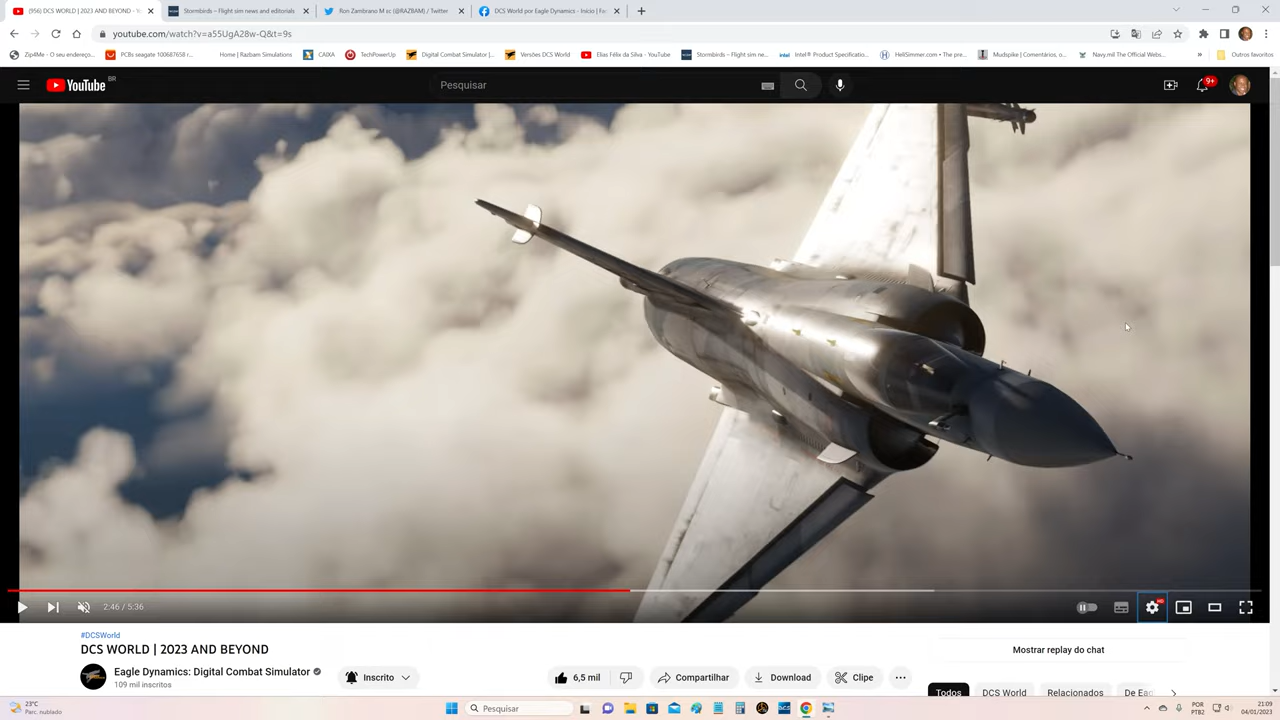 (956) DCS WORLD | 2023 AND BEYOND - Y
Stormbirds – Flight sim news and editorials
Ron Zambrano M sc (@RAZBAM) / Twitter
DCS World por Eagle Dynamics - Início | Fa
youtube.com/watch?v=a55UgA28w-Q&t=9s
Zip4Me - O seu endereço...
PCBs seagate 100687658 r...
Home | Razbam Simulations
CAIXA
TechPowerUp
Digital Combat Simulator |...
Versões DCS World
Elias Félix da Silva - YouTube
Stormbirds – Flight sim ne...
Intel® Product Specificatio...
HeliSimmer.com • The pre...
Mudspike | Comentários, o...
Navy.mil The Official Webs...
»
Outros favoritos
YouTube BR
Pesquisar
9+
2:46 / 5:36
HD
#DCSWorld
DCS WORLD | 2023 AND BEYOND
Mostrar replay do chat
Eagle Dynamics: Digital Combat Simulator
109 mil inscritos
Inscrito
6,5 mil
Compartilhar
Download
Clipe
Todos
DCS World
Relacionados
De Eag
23°C
Parc. nublado
Pesquisar
POR
PTB2
21:09
04/01/2023